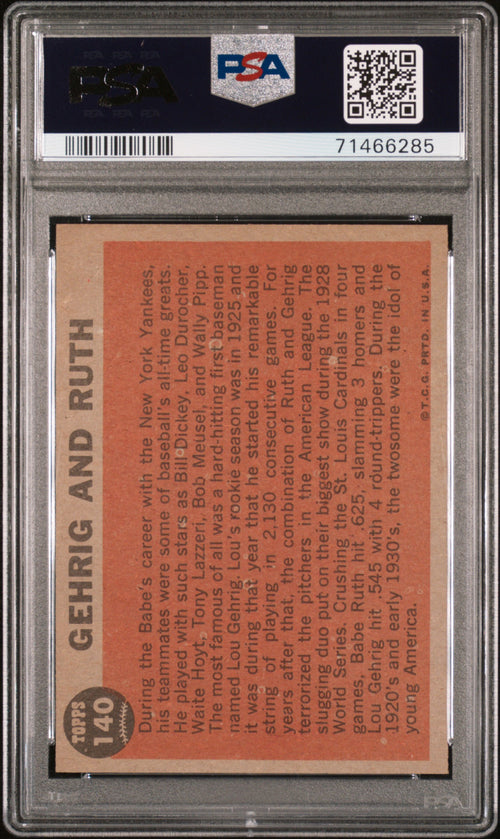 PSA
PSA
PSA PSA PSA
71466285
TOPPS
140
GEHRIG AND RUTH
During the Babe's career with the New York Yankees,
his teammates were some of baseball's all-time greats.
He played with such stars as Bill Dickey, Leo Durocher,
Waite Hoyt, Tony Lazzeri, Bob Meusel, and Wally Pipp.
The most famous of all was a hard-hitting first baseman
named Lou Gehrig. Lou's rookie season was in 1925 and
it was during that year that he started his remarkable
string of playing in 2,130 consecutive games. For
years after that, the combination of Ruth and Gehrig
terrorized the pitchers in the American League. The
slugging duo put on their biggest show during the 1928
World Series. Crushing the St. Louis Cardinals in four
games, Babe Ruth hit .625, slamming 3 homers and
Lou Gehrig hit .545 with 4 round-trippers. During the
1920's and early 1930's, the twosome were the idol of
young America.
© T.C.G. PRTD. IN U.S.A.
PSA